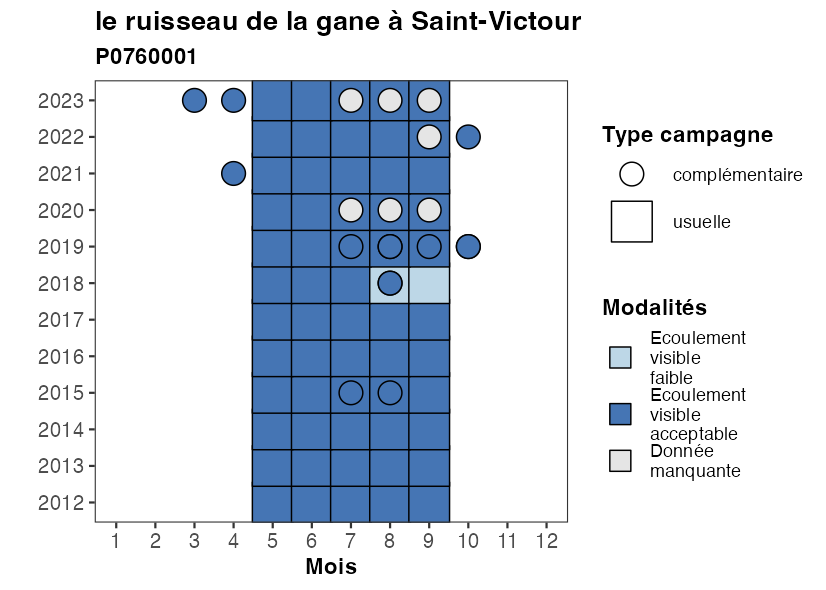 le ruisseau de la gane à Saint-Victour
P0760001
2023
2022
2021
2020
2019
2018
2017
2016
2015
2014
2013
2012
1 2 3 4 5 6 7 8 9 10 11 12
Mois
Type campagne
complémentaire
usuelle
Modalités
Ecoulement
visible
faible
Ecoulement
visible
acceptable
Donnée
manquante